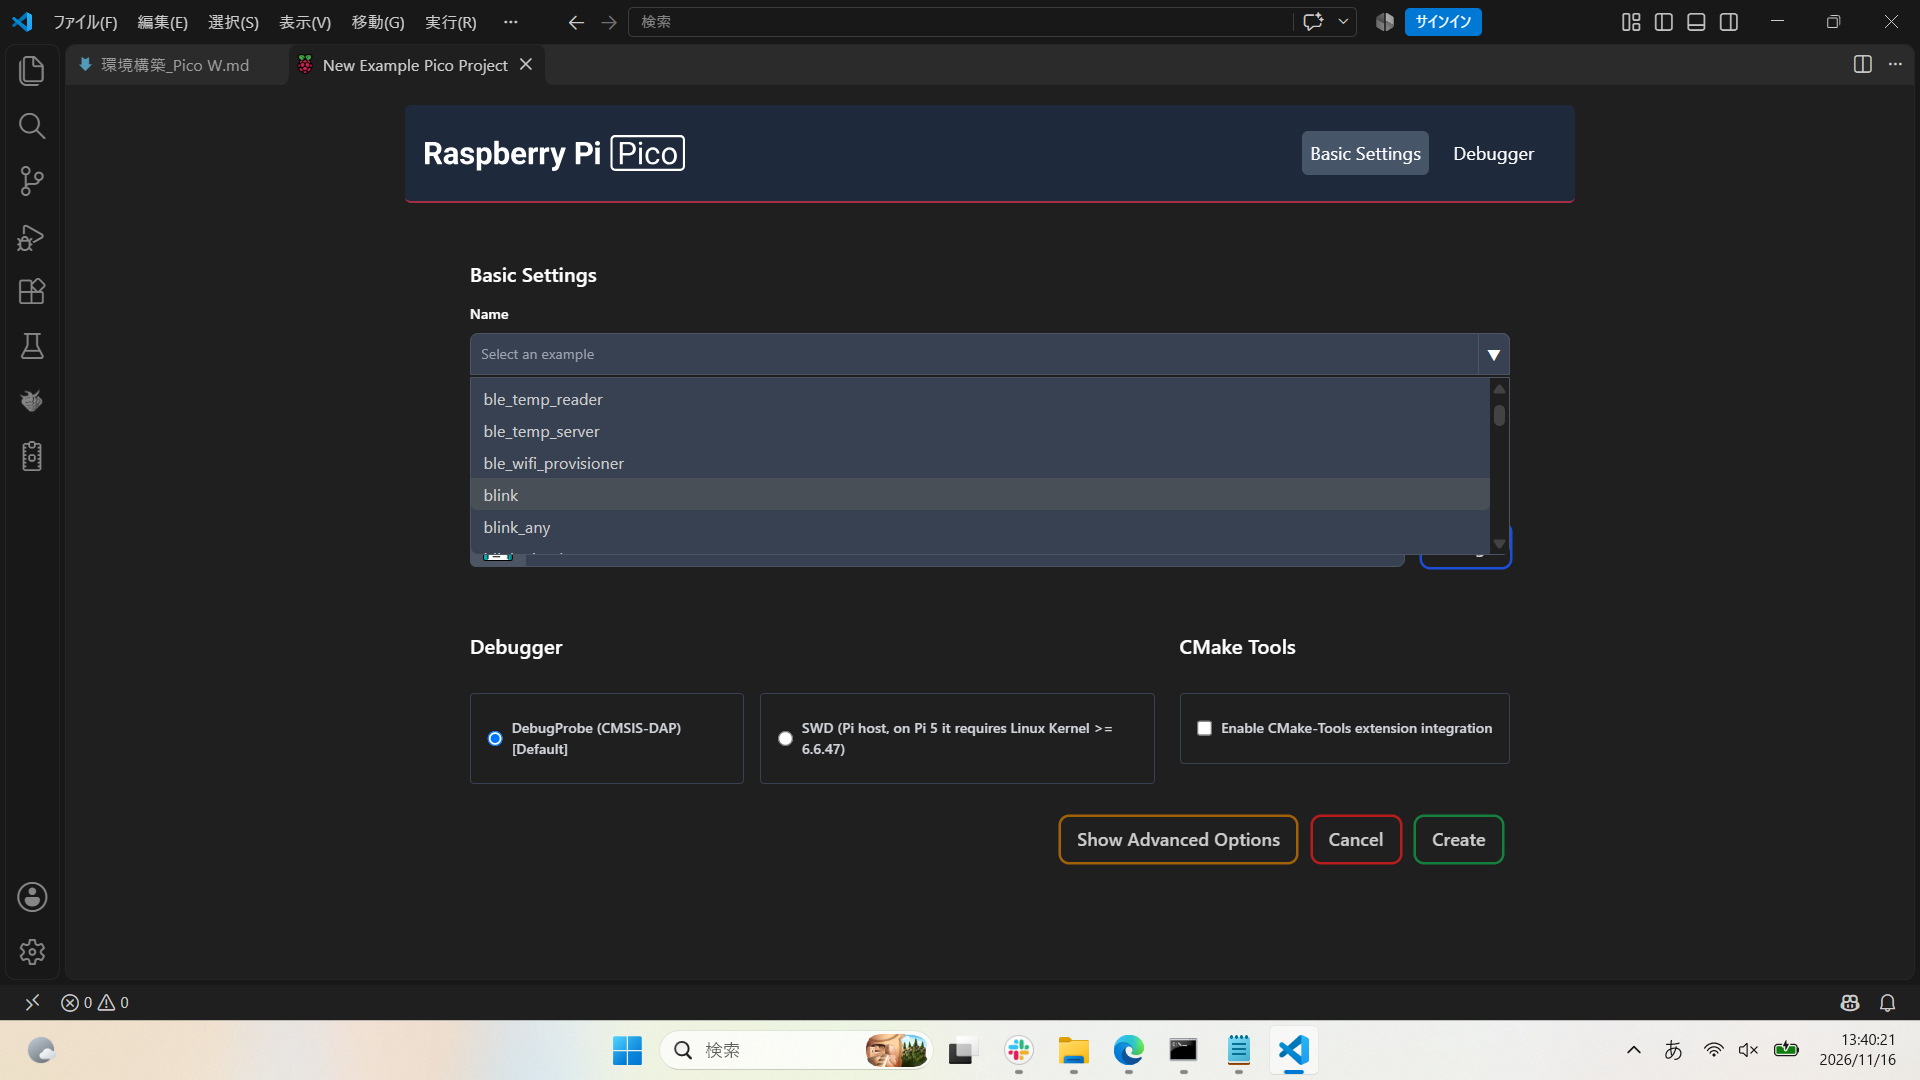 ファイル(F) 編集(E) 選択(S) 表示(V) 移動(G) 実行(R) ··· 検索 サインイン
環境構築_Pico W.md New Example Pico Project
Raspberry Pi Pico Basic Settings Debugger
Basic Settings
Name
Select an example
ble_temp_reader
ble_temp_server
ble_wifi_provisioner
blink
blink_any
Debugger CMake Tools
DebugProbe (CMSIS-DAP)
[Default]
SWD (Pi host, on Pi 5 it requires Linux Kernel >=
6.6.47)
Enable CMake-Tools extension integration
Show Advanced Options Cancel Create
0 0
検索 あ 13:40:21
2026/11/16